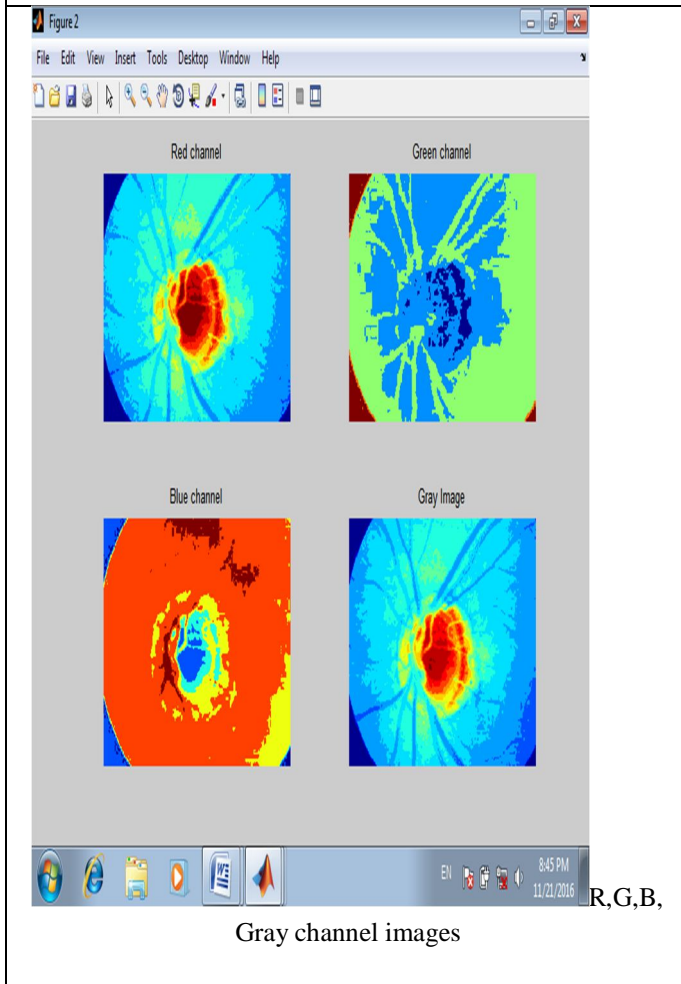 Figure 2
File Edit View Insert Tools Desktop Window Help
Red channel
Green channel
Blue channel
Gray Image
EN
8:45 PM
11/21/2016
R,G,B,
Gray channel images